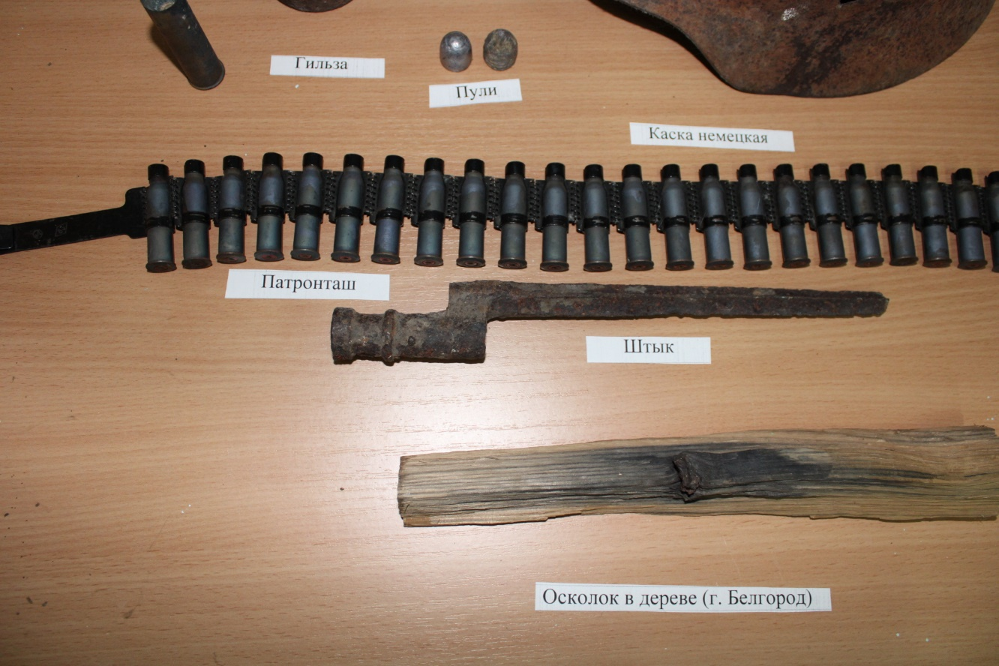 Гильза
Пули
Каска немецкая
Патронташ
Штык
Осколок в дереве (г. Белгород)